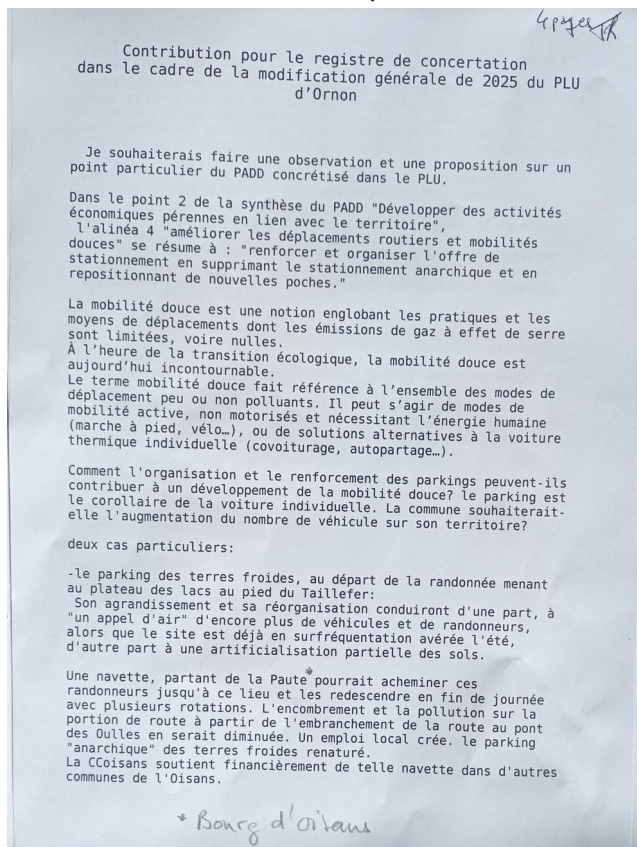 4 pages
Contribution pour le registre de concertation
dans le cadre de la modification générale de 2025 du PLU
d’Ornon
Je souhaiterais faire une observation et une proposition sur un
point particulier du PADD concrétisé dans le PLU.
Dans le point 2 de la synthèse du PADD "Développer des activités
économiques pérennes en lien avec le territoire",
l'alinéa 4 "améliorer les déplacements routiers et mobilités
douces" se résume à : "renforcer et organiser l'offre de
stationnement en supprimant le stationnement anarchique et en
repositionnant de nouvelles poches."
La mobilité douce est une notion englobant les pratiques et les
moyens de déplacements dont les émissions de gaz à effet de serre
sont limitées, voire nulles.
À l’heure de la transition écologique, la mobilité douce est
aujourd’hui incontournable.
Le terme mobilité douce fait référence à l’ensemble des modes de
déplacement peu ou non polluants. Il peut s’agir de modes de
mobilité active, non motorisés et nécessitant l’énergie humaine
(marche à pied, vélo…), ou de solutions alternatives à la voiture
thermique individuelle (covoiturage, autopartage…).
Comment l'organisation et le renforcement des parkings peuvent-ils
contribuer à un développement de la mobilité douce? le parking est
le corollaire de la voiture individuelle. La commune souhaiterait-
elle l'augmentation du nombre de véhicule sur son territoire?
deux cas particuliers:
-le parking des terres froides, au départ de la randonnée menant
au plateau des lacs au pied du Taillefer:
Son agrandissement et sa réorganisation conduiront d'une part, à
"un appel d'air" d'encore plus de véhicules et de randonneurs,
alors que le site est déjà en surfréquentation avérée l'été,
d'autre part à une artificialisation partielle des sols.
Une navette, partant de la Paute* pourrait acheminer ces
randonneurs jusqu'à ce lieu et les redescendre en fin de journée
avec plusieurs rotations. L'encombrement et la pollution sur la
portion de route à partir de l'embranchement de la route au pont
des Oulles en serait diminuée. Un emploi local crée. le parking
"anarchique" des terres froides renaturé.
La CCoisans soutient financièrement de telle navette dans d'autres
communes de l'Oisans.
* Bourg d'oisans